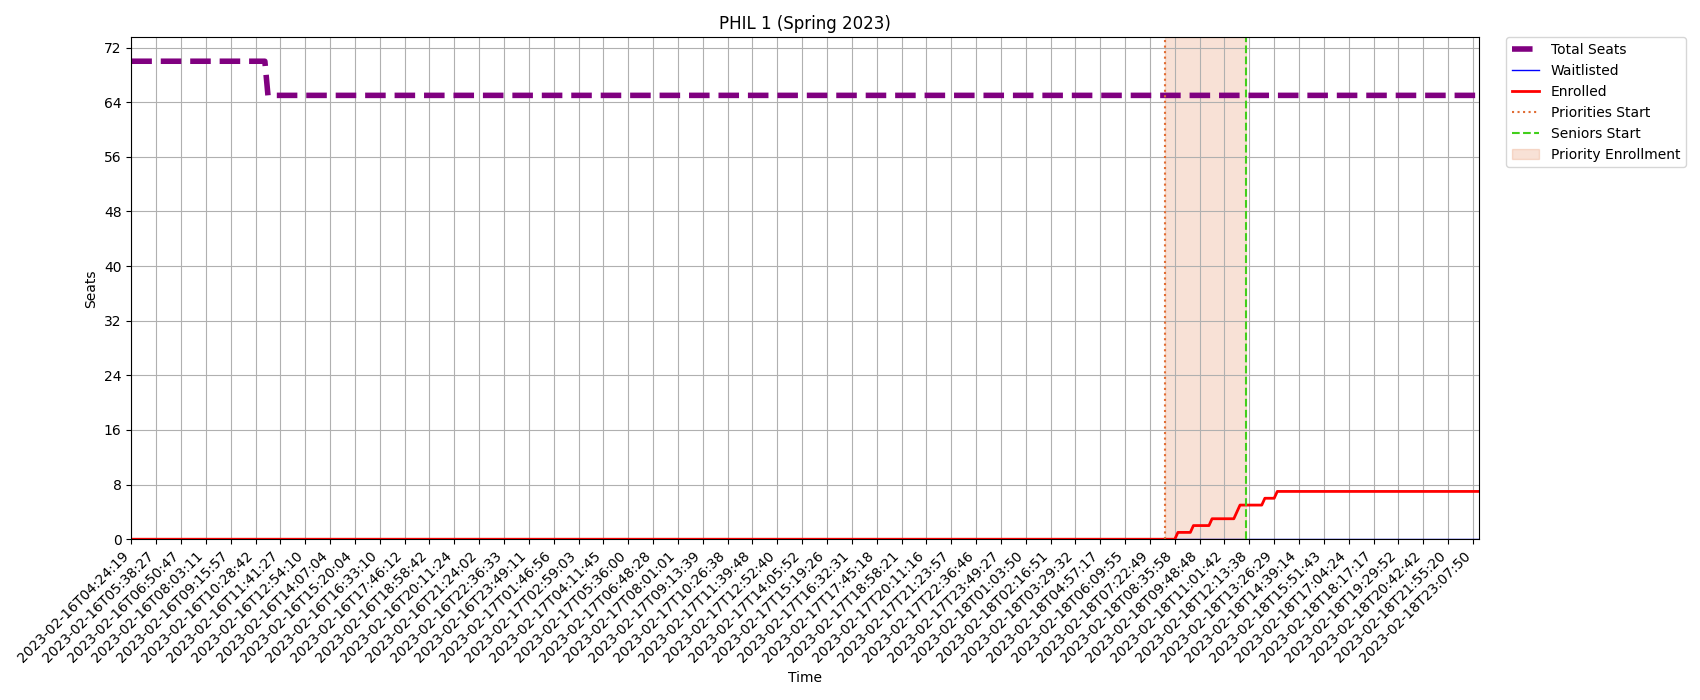 PHIL 1 (Spring 2023)
Total Seats
Waitlisted
Enrolled
Priorities Start
Seniors Start
Priority Enrollment
Seats
72
64
56
48
40
32
24
16
8
0
2023-02-16T04:24:19
2023-02-16T05:38:27
2023-02-16T06:50:47
2023-02-16T08:03:11
2023-02-16T09:15:57
2023-02-16T10:28:42
2023-02-16T11:41:27
2023-02-16T12:54:10
2023-02-16T14:07:04
2023-02-16T15:20:04
2023-02-16T16:33:10
2023-02-16T17:46:12
2023-02-16T18:58:42
2023-02-16T20:11:24
2023-02-16T21:24:02
2023-02-16T22:36:33
2023-02-16T23:49:11
2023-02-17T01:46:56
2023-02-17T02:59:03
2023-02-17T04:11:45
2023-02-17T05:36:00
2023-02-17T06:48:28
2023-02-17T08:01:01
2023-02-17T09:13:39
2023-02-17T10:26:38
2023-02-17T11:39:48
2023-02-17T12:52:40
2023-02-17T14:05:52
2023-02-17T15:19:26
2023-02-17T16:32:31
2023-02-17T17:45:18
2023-02-17T18:58:21
2023-02-17T20:11:16
2023-02-17T21:23:57
2023-02-17T22:36:46
2023-02-17T23:49:27
2023-02-18T01:03:50
2023-02-18T02:16:51
2023-02-18T03:29:32
2023-02-18T04:57:17
2023-02-18T06:09:55
2023-02-18T07:22:49
2023-02-18T08:35:58
2023-02-18T09:48:48
2023-02-18T11:01:42
2023-02-18T12:13:38
2023-02-18T13:26:29
2023-02-18T14:39:14
2023-02-18T15:51:43
2023-02-18T17:04:24
2023-02-18T18:17:17
2023-02-18T19:29:52
2023-02-18T20:42:42
2023-02-18T21:55:20
2023-02-18T23:07:50
Time